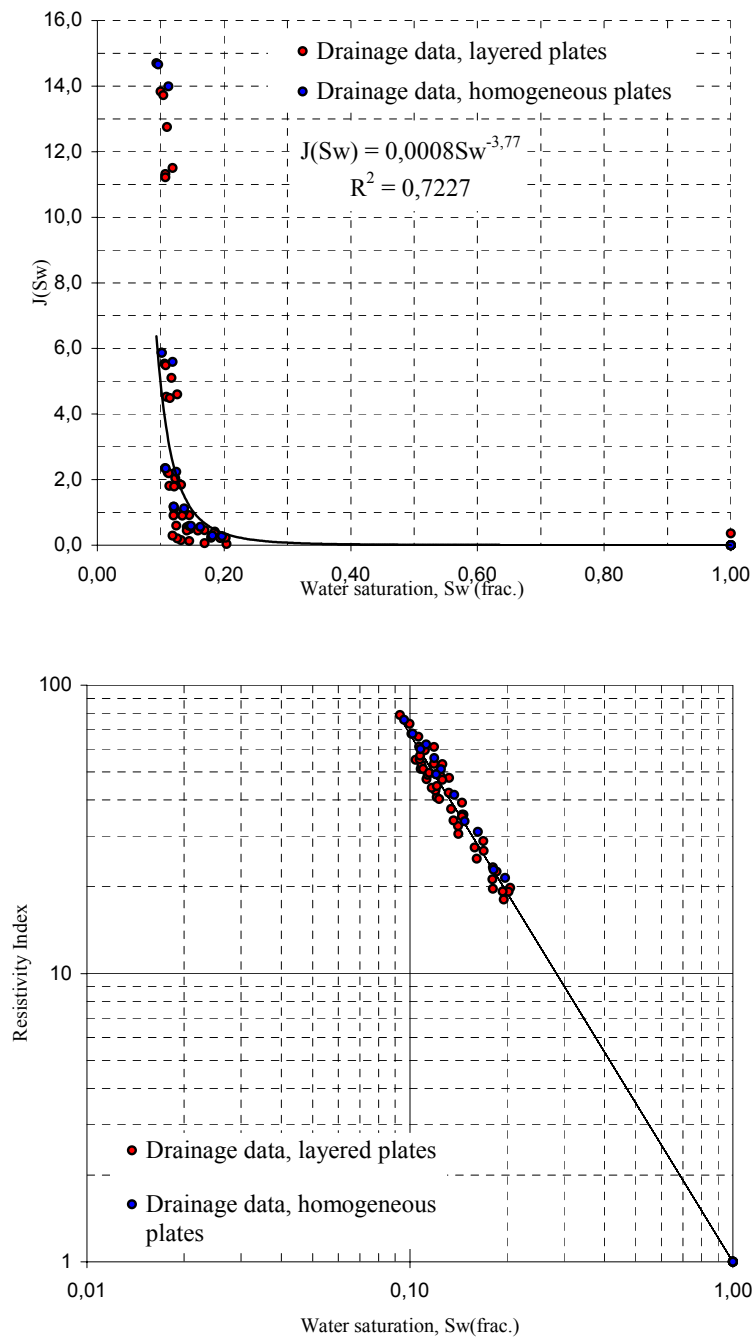 16,0
Drainage data, layered plates
14,0
Drainage data, homogeneous plates
12,0
J(Sw) = 0,0008Sw^-3,77
R^2 = 0,7227
10,0
J(Sw)
8,0
6,0
4,0
2,0
0,0
0,00 0,20 0,40 0,60 0,80 1,00
Water saturation, Sw (frac.)
100
10
Resistivity Index
Drainage data, layered plates
Drainage data, homogeneous
plates
1
0,01 0,10 1,00
Water saturation, Sw(frac.)